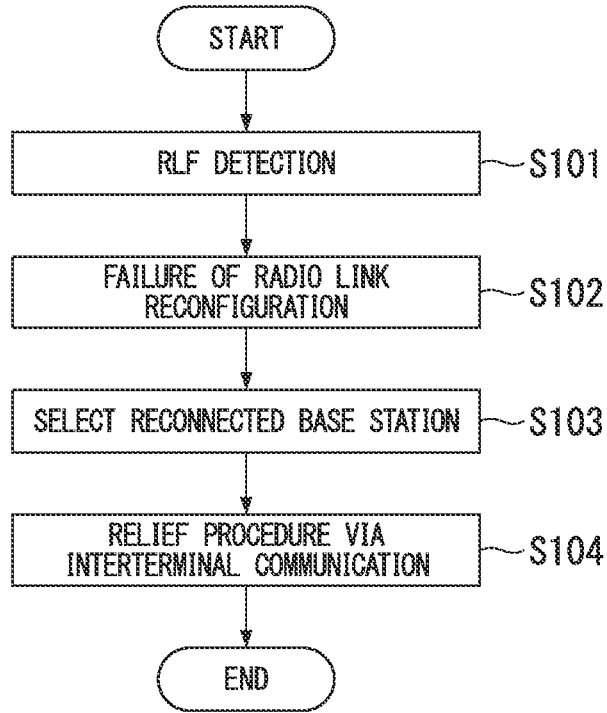 START
RLF DETECTION
S101
FAILURE OF RADIO LINK
RECONFIGURATION
S102
SELECT RECONNECTED BASE STATION
S103
RELIEF PROCEDURE VIA
INTERTERMINAL COMMUNICATION
S104
END